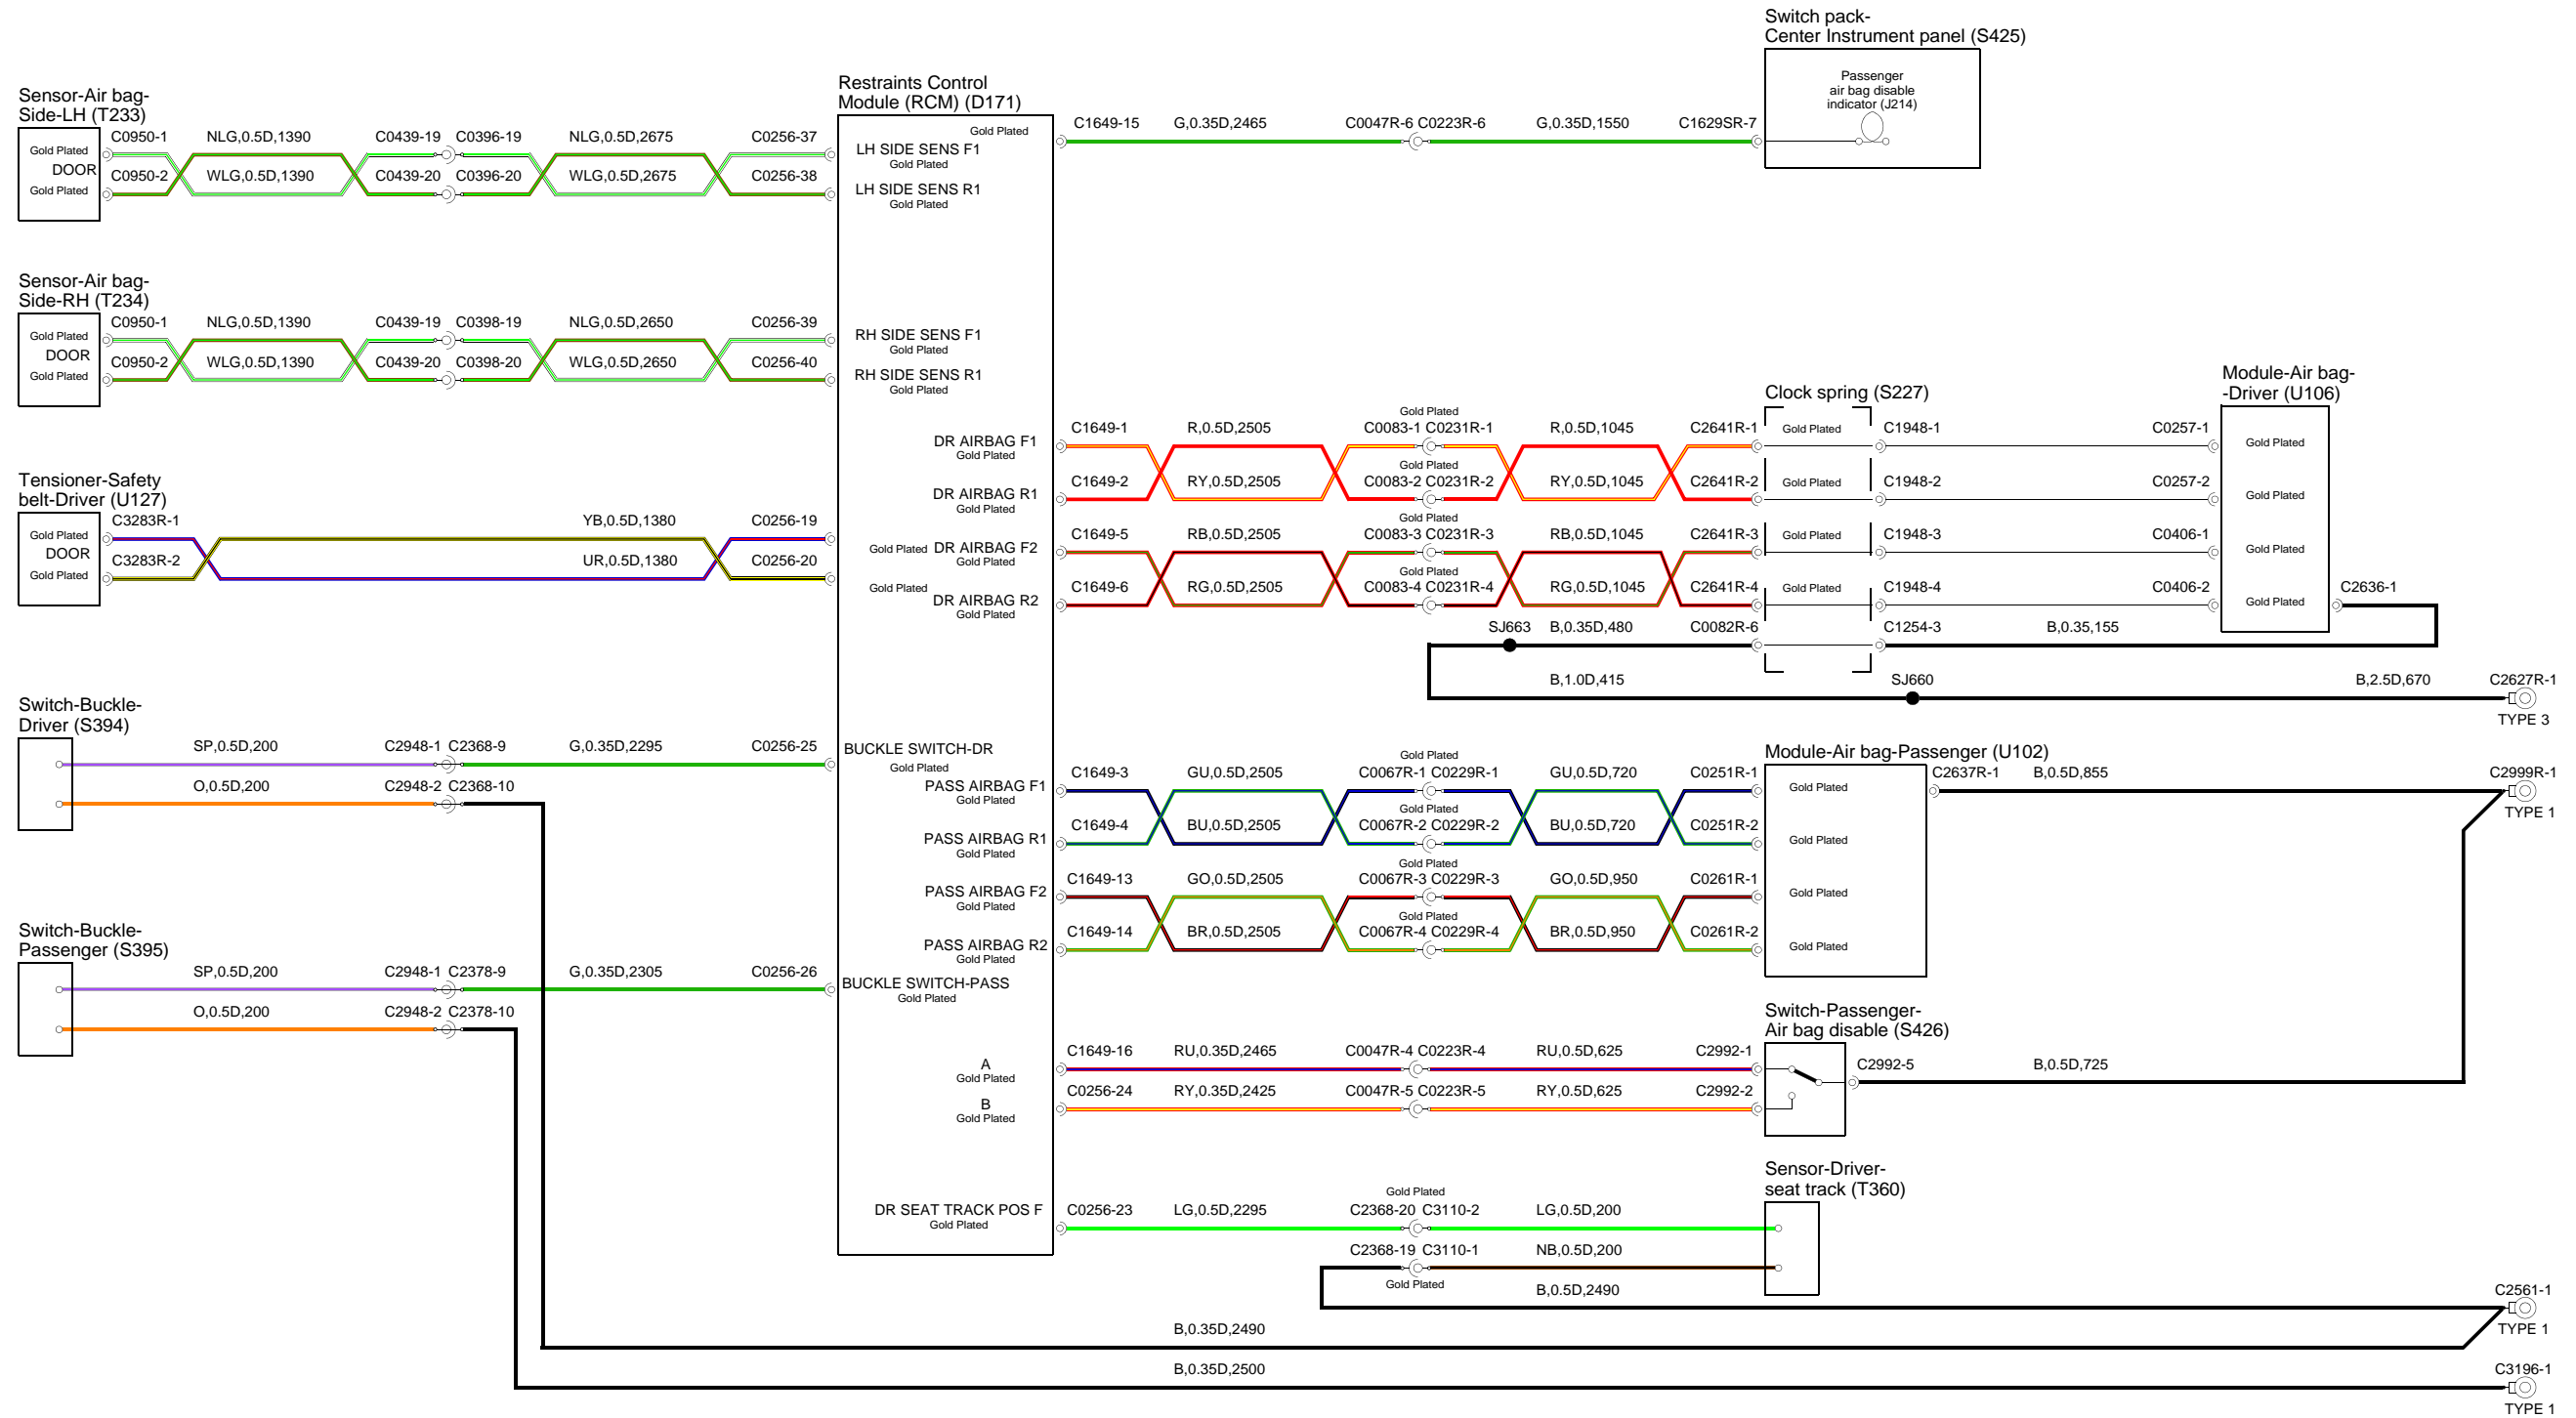 Switch pack-
Center Instrument panel (S425)
Passenger
air bag disable
indicator (J214)
Restraints Control
Module (RCM) (D171)
Sensor-Air bag-
Side-LH (T233)
Gold Plated
DOOR
Gold Plated
C0950-1 NLG,0.5D,1390 C0439-19 C0396-19 NLG,0.5D,2675 C0256-37
C0950-2 WLG,0.5D,1390 C0439-20 C0396-20 WLG,0.5D,2675 C0256-38
Gold Plated
LH SIDE SENS F1
Gold Plated
LH SIDE SENS R1
Gold Plated
C1649-15 G,0.35D,2465 C0047R-6 C0223R-6 G,0.35D,1550 C1629SR-7
Sensor-Air bag-
Side-RH (T234)
Gold Plated
DOOR
Gold Plated
C0950-1 NLG,0.5D,1390 C0439-19 C0398-19 NLG,0.5D,2650 C0256-39
C0950-2 WLG,0.5D,1390 C0439-20 C0398-20 WLG,0.5D,2650 C0256-40
RH SIDE SENS F1
Gold Plated
RH SIDE SENS R1
Gold Plated
Clock spring (S227)
Module-Air bag-
-Driver (U106)
DR AIRBAG F1
Gold Plated
Gold Plated
C1649-1 R,0.5D,2505 C0083-1 C0231R-1 R,0.5D,1045 C2641R-1 Gold Plated C1948-1 C0257-1 Gold Plated
DR AIRBAG R1
Gold Plated
Gold Plated
C1649-2 RY,0.5D,2505 C0083-2 C0231R-2 RY,0.5D,1045 C2641R-2 Gold Plated C1948-2 C0257-2 Gold Plated
Tensioner-Safety
belt-Driver (U127)
Gold Plated
DOOR
Gold Plated
C3283R-1 YB,0.5D,1380 C0256-19
C3283R-2 UR,0.5D,1380 C0256-20
Gold Plated DR AIRBAG F2
Gold Plated
Gold Plated
C1649-5 RB,0.5D,2505 C0083-3 C0231R-3 RB,0.5D,1045 C2641R-3 Gold Plated C1948-3 C0406-1 Gold Plated
Gold Plated
DR AIRBAG R2
Gold Plated
Gold Plated
C1649-6 RG,0.5D,2505 C0083-4 C0231R-4 RG,0.5D,1045 C2641R-4 Gold Plated C1948-4 C0406-2 Gold Plated C2636-1
SJ663 B,0.35D,480 C0082R-6 C1254-3 B,0.35,155
B,1.0D,415 SJ660 B,2.5D,670 C2627R-1
TYPE 3
Switch-Buckle-
Driver (S394)
SP,0.5D,200 C2948-1 C2368-9 G,0.35D,2295 C0256-25
O,0.5D,200 C2948-2 C2368-10
BUCKLE SWITCH-DR
Gold Plated
Module-Air bag-Passenger (U102)
PASS AIRBAG F1
Gold Plated
Gold Plated
C1649-3 GU,0.5D,2505 C0067R-1 C0229R-1 GU,0.5D,720 C0251R-1 Gold Plated C2637R-1 B,0.5D,855 C2999R-1
TYPE 1
PASS AIRBAG R1
Gold Plated
Gold Plated
C1649-4 BU,0.5D,2505 C0067R-2 C0229R-2 BU,0.5D,720 C0251R-2 Gold Plated
PASS AIRBAG F2
Gold Plated
Gold Plated
C1649-13 GO,0.5D,2505 C0067R-3 C0229R-3 GO,0.5D,950 C0261R-1 Gold Plated
PASS AIRBAG R2
Gold Plated
Gold Plated
C1649-14 BR,0.5D,2505 C0067R-4 C0229R-4 BR,0.5D,950 C0261R-2 Gold Plated
Switch-Buckle-
Passenger (S395)
SP,0.5D,200 C2948-1 C2378-9 G,0.35D,2305 C0256-26
O,0.5D,200 C2948-2 C2378-10
BUCKLE SWITCH-PASS
Gold Plated
Switch-Passenger-
Air bag disable (S426)
A
Gold Plated
C1649-16 RU,0.35D,2465 C0047R-4 C0223R-4 RU,0.5D,625 C2992-1 C2992-5 B,0.5D,725
B
Gold Plated
C0256-24 RY,0.35D,2425 C0047R-5 C0223R-5 RY,0.5D,625 C2992-2
Sensor-Driver-
seat track (T360)
DR SEAT TRACK POS F
Gold Plated
Gold Plated
C0256-23 LG,0.5D,2295 C2368-20 C3110-2 LG,0.5D,200
C2368-19 C3110-1 NB,0.5D,200
Gold Plated
B,0.5D,2490 C2561-1
TYPE 1
B,0.35D,2490
B,0.35D,2500 C3196-1
TYPE 1